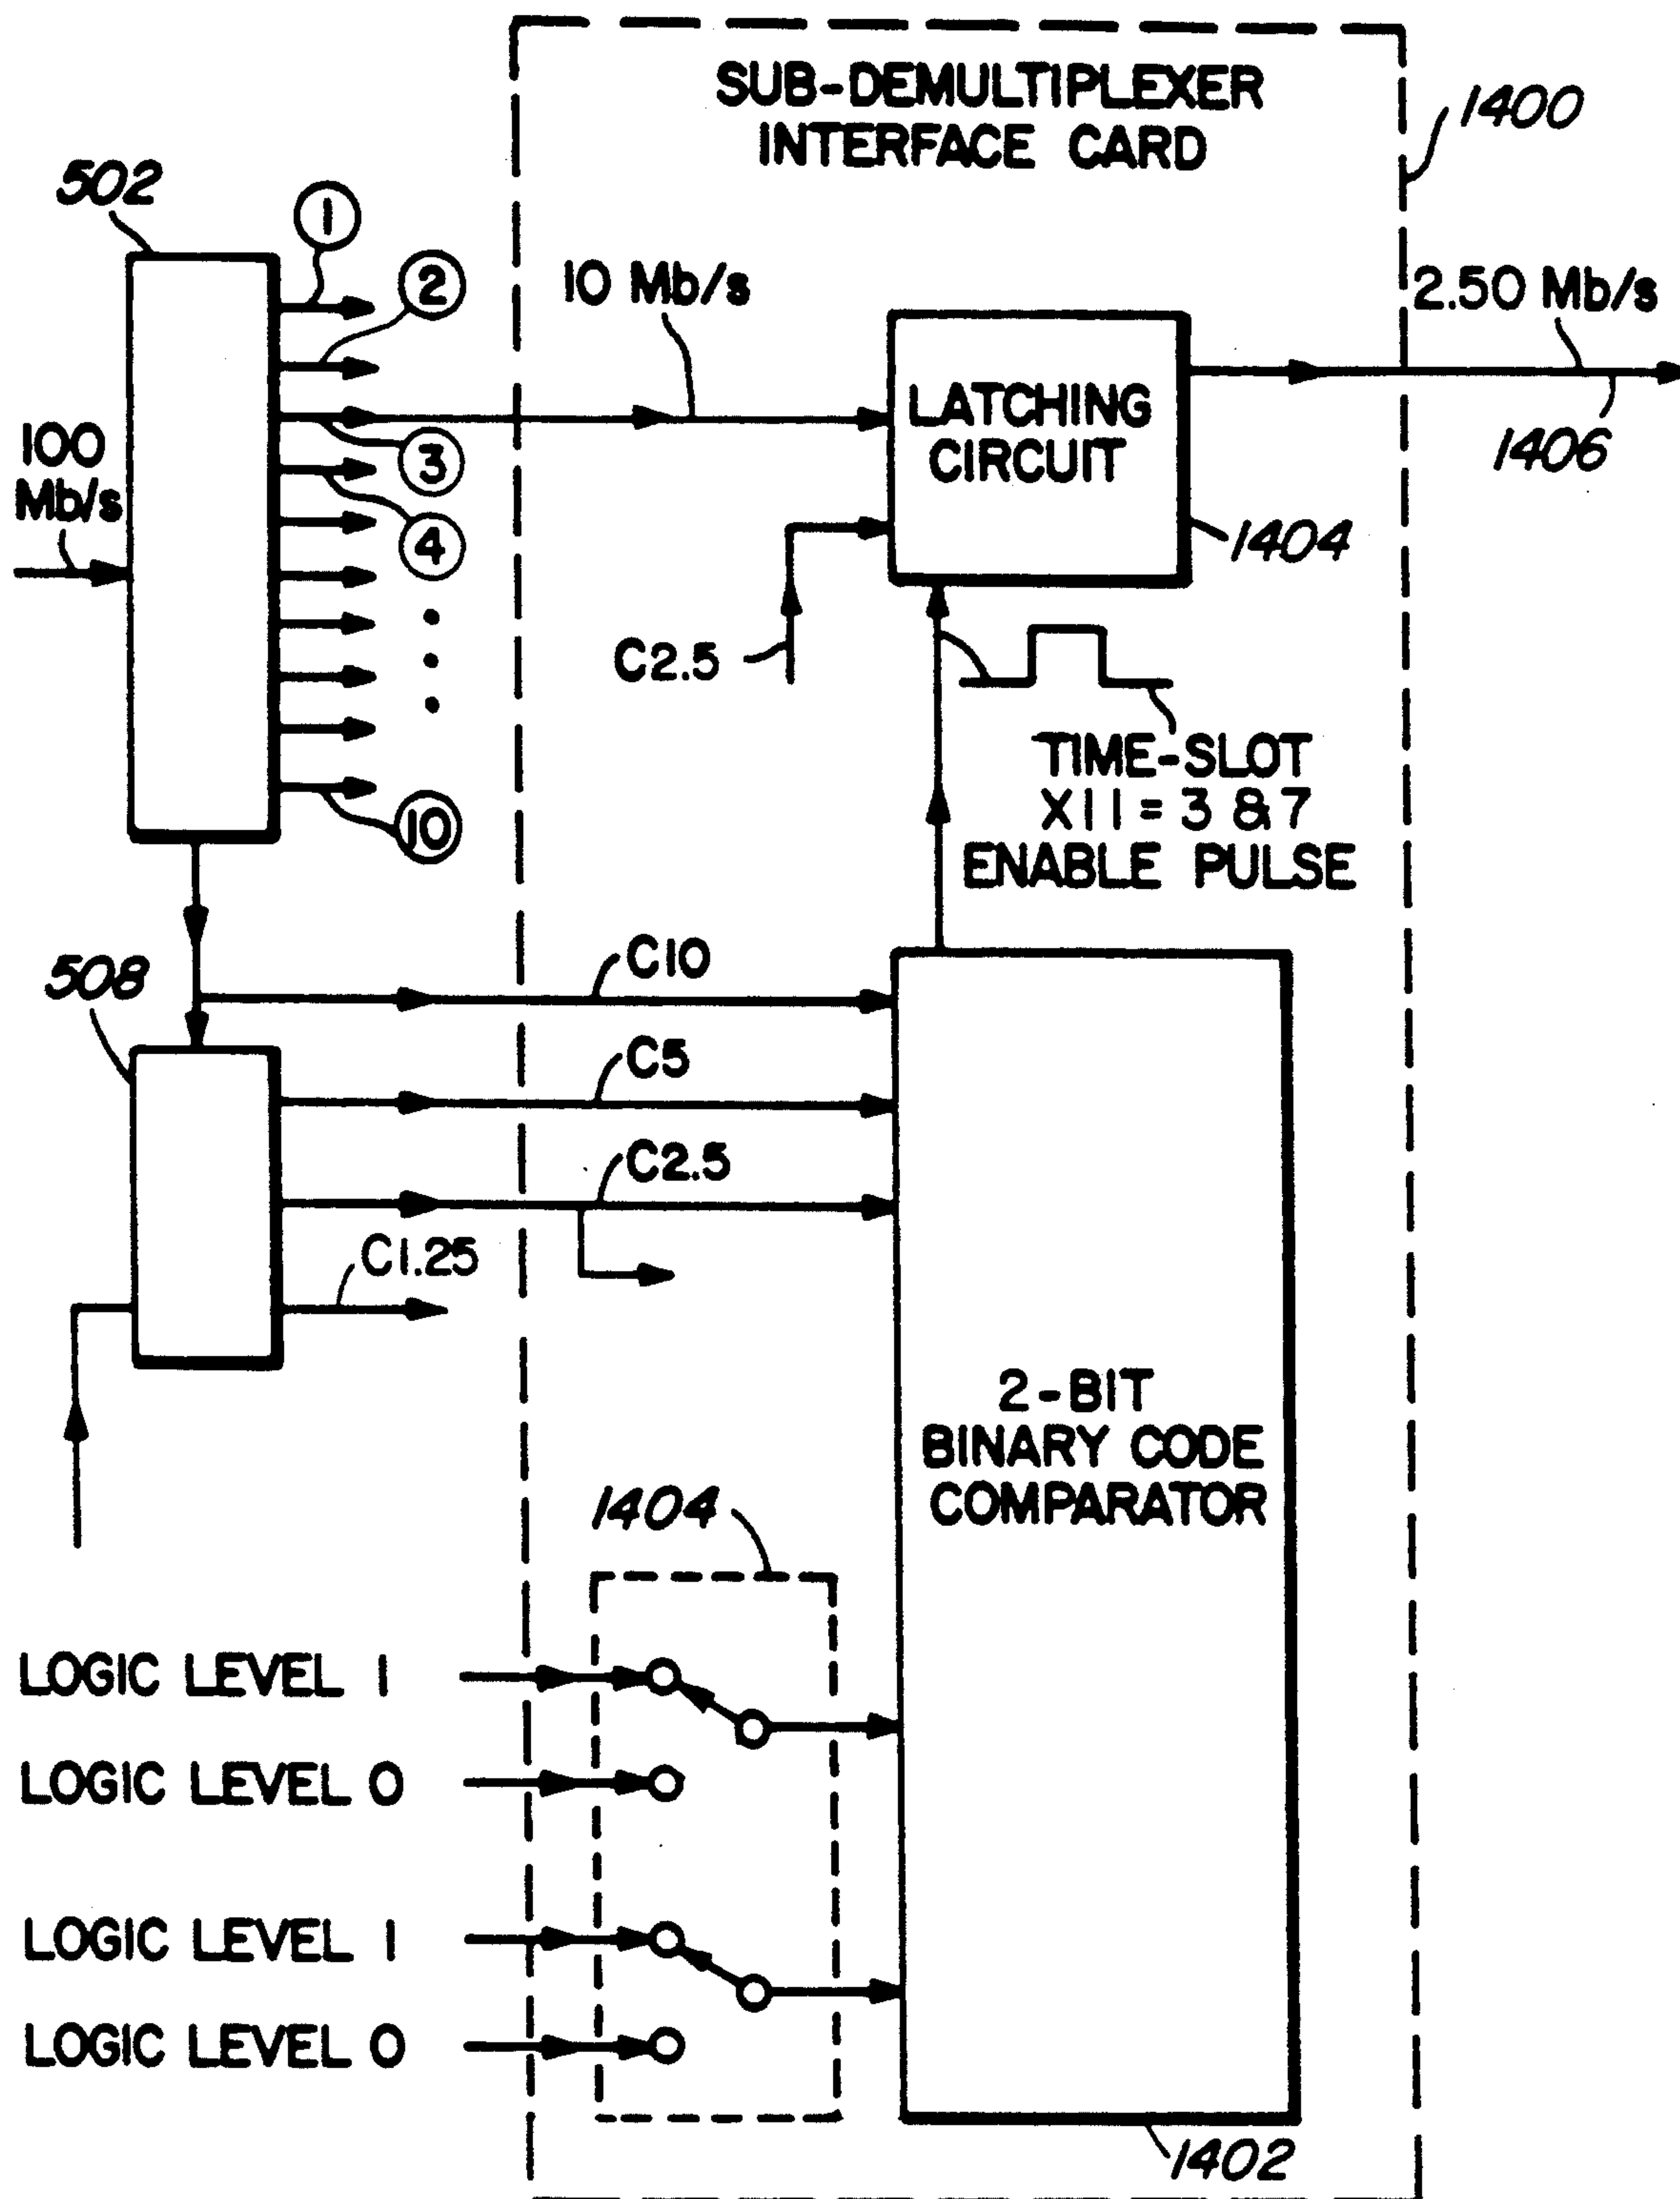 SUB-DEMULTIPLEXER
INTERFACE CARD
1400
502
1
2
10 Mb/s
2.50 Mb/s
100
Mb/s
3
4
LATCHING
CIRCUIT
1406
1404
C2.5
TIME-SLOT
X11 = 3 & 7
ENABLE PULSE
10
508
C10
C5
C2.5
C1.25
2-BIT
BINARY CODE
COMPARATOR
1404
LOGIC LEVEL 1
LOGIC LEVEL 0
LOGIC LEVEL 1
LOGIC LEVEL 0
1402